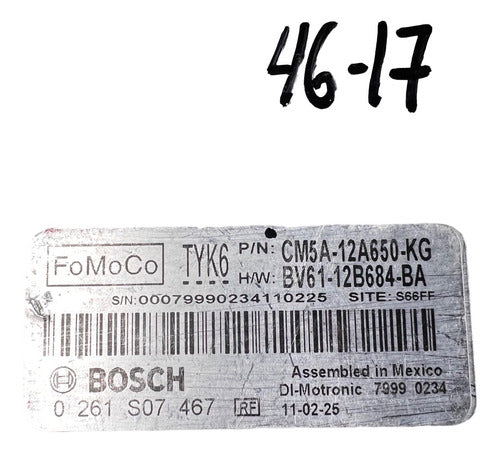 46-17
FoMoCo TYK6 P/N: CM5A-12A650-KG
H/W: BV61-12B684-BA
S/N: 00079990234110225 SITE: S66FF
BOSCH Assembled in Mexico
DI-Motronic 7999 0234
0 261 S07 467 RF 11-02-25